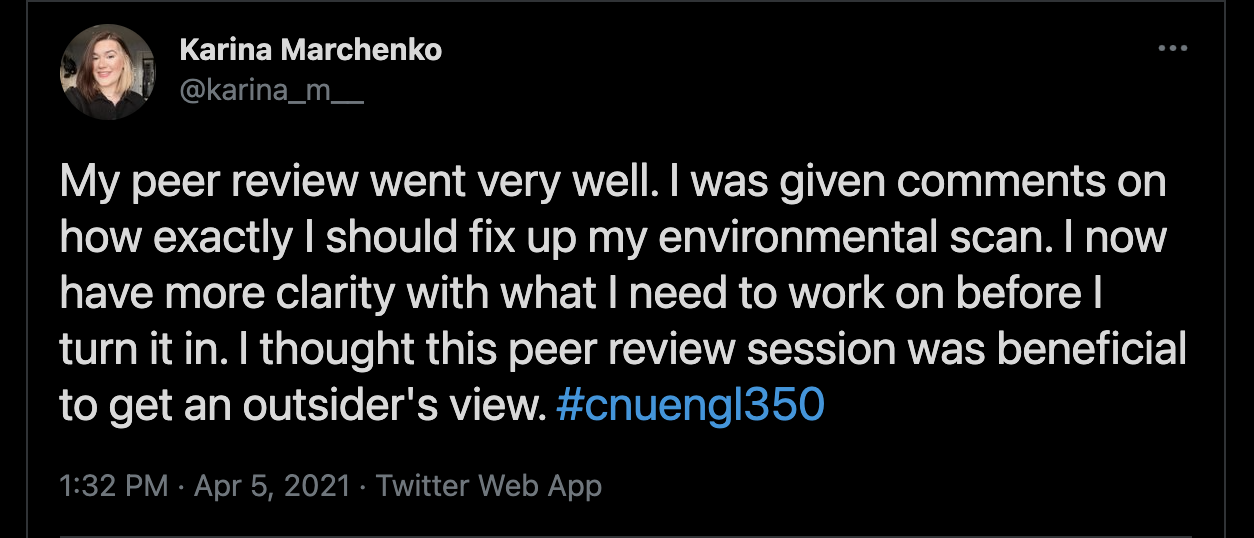 Karina Marchenko
@karina_m__
My peer review went very well. I was given comments on
how exactly I should fix up my environmental scan. I now
have more clarity with what I need to work on before I
turn it in. I thought this peer review session was beneficial
to get an outsider's view. #cnuengl350
1:32 PM · Apr 5, 2021 · Twitter Web App